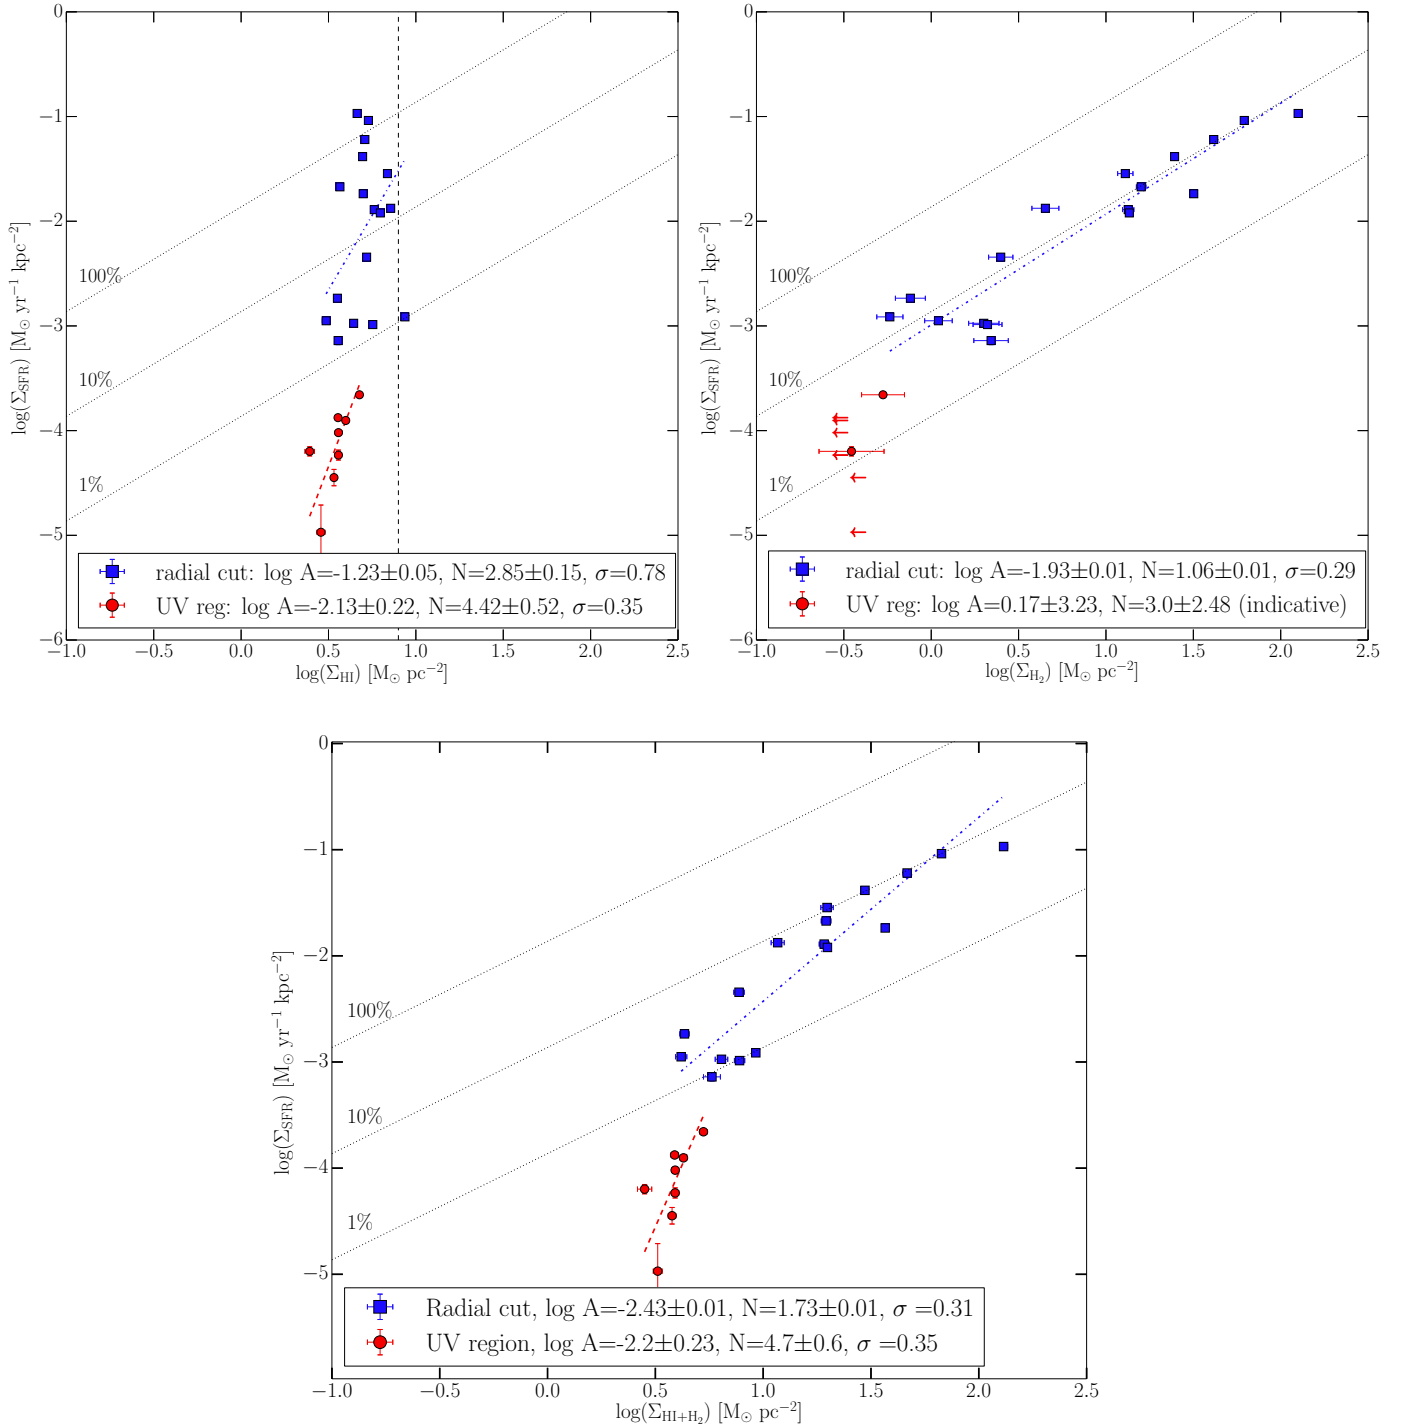 0
−1
−2
−3
−4
−5
−6
log(Σ_SFR) [M_⊙ yr^−1 kpc^−2]
100%
10%
1%
radial cut: log A=-1.23±0.05, N=2.85±0.15, σ=0.78
UV reg: log A=-2.13±0.22, N=4.42±0.52, σ=0.35
−1.0 −0.5 0.0 0.5 1.0 1.5 2.0 2.5
log(Σ_HI) [M_⊙ pc^−2]
0
−1
−2
−3
−4
−5
−6
log(Σ_SFR) [M_⊙ yr^−1 kpc^−2]
100%
10%
1%
radial cut: log A=-1.93±0.01, N=1.06±0.01, σ=0.29
UV reg: log A=0.17±3.23, N=3.0±2.48 (indicative)
−1.0 −0.5 0.0 0.5 1.0 1.5 2.0 2.5
log(Σ_H₂) [M_⊙ pc^−2]
0
−1
−2
−3
−4
−5
log(Σ_SFR) [M_⊙ yr^−1 kpc^−2]
100%
10%
1%
Radial cut, log A=-2.43±0.01, N=1.73±0.01, σ =0.31
UV region, log A=-2.2±0.23, N=4.7±0.6, σ =0.35
−1.0 −0.5 0.0 0.5 1.0 1.5 2.0 2.5
log(Σ_HI+H₂) [M_⊙ pc^−2]